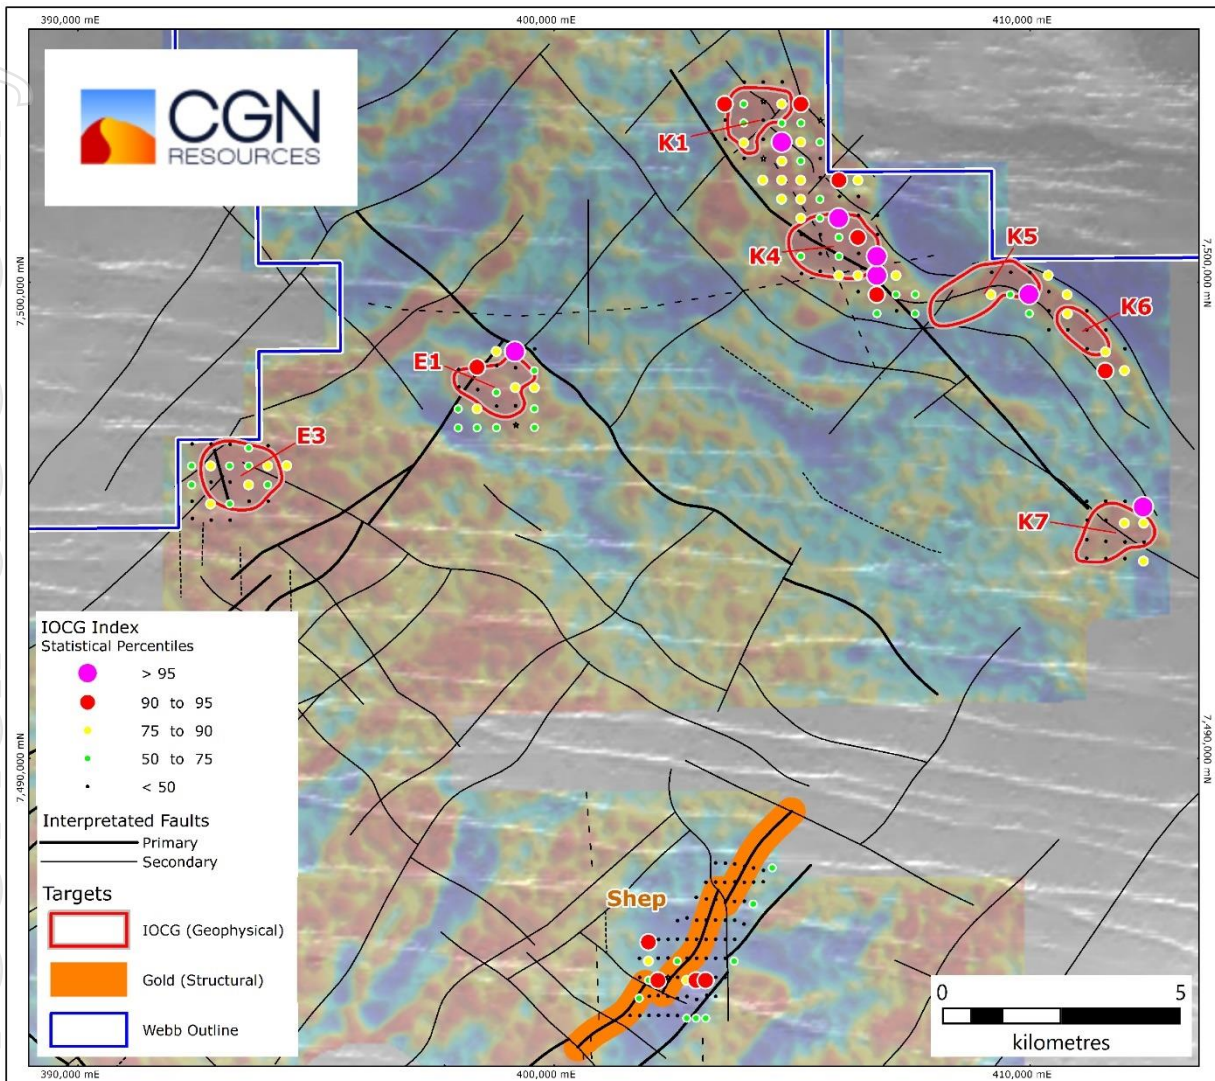 390,000 mE
400,000 mE
410,000 mE
CGN
RESOURCES
K1
K4
K5
K6
7,500,000 mN
7,500,000 mN
E1
E3
K7
IOCG Index
Statistical Percentiles
> 95
90 to 95
75 to 90
50 to 75
< 50
Interpretated Faults
Primary
Secondary
Targets
IOCG (Geophysical)
Gold (Structural)
Webb Outline
7,490,000 mN
7,490,000 mN
Shep
0 5
kilometres
390,000 mE
400,000 mE
410,000 mE